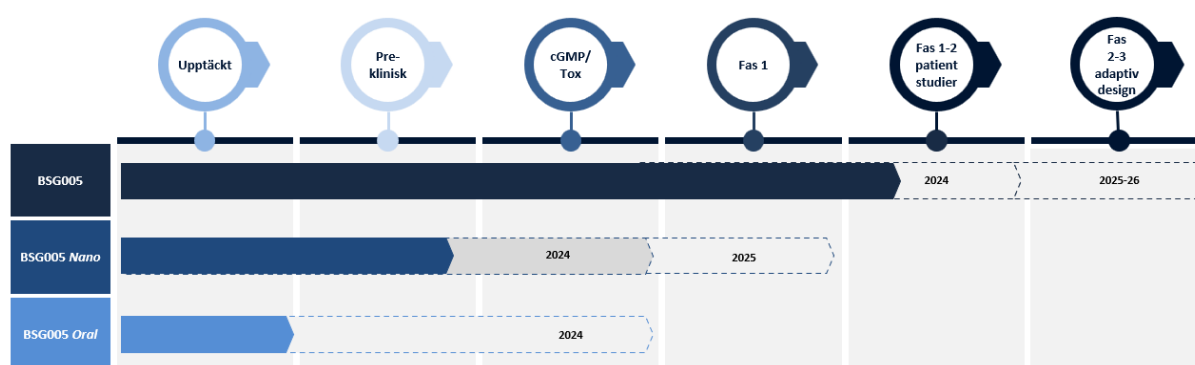 Upptäckt
Pre-
klinisk
cGMP/
Tox
Fas 1
Fas 1-2
patient
studier
Fas
2-3
adaptiv
design
BSG005
2024
2025-26
BSG005 Nano
2024
2025
BSG005 Oral
2024